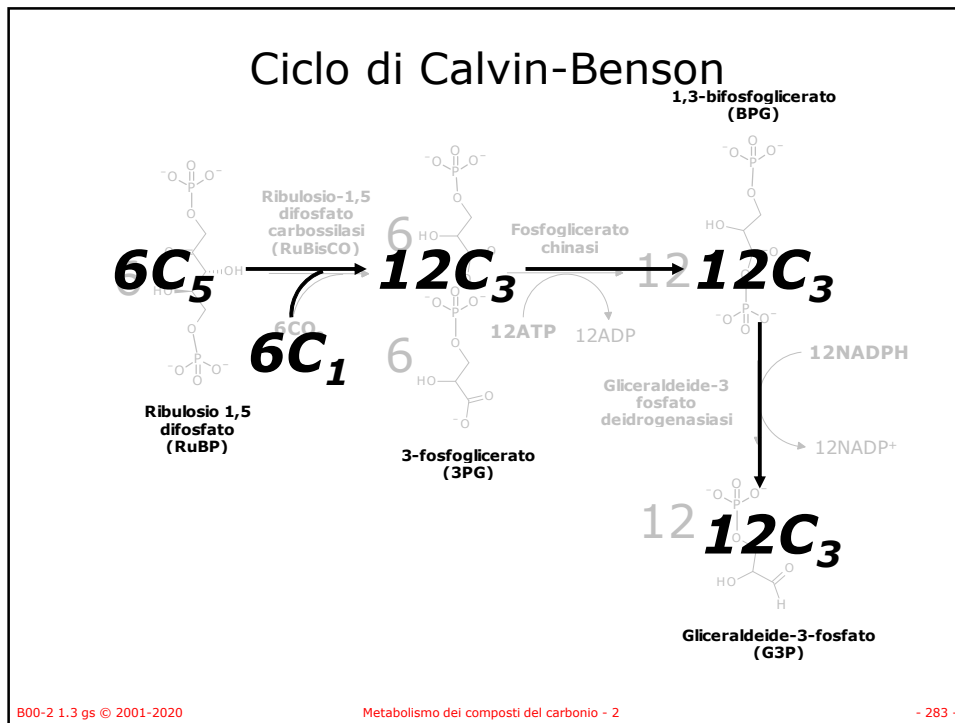 Ciclo di Calvin-Benson
1,3-bifosfoglicerato
(BPG)
Ribulosio-1,5
difosfato
carbossilasi
(RuBisCO)
Fosfoglicerato
chinasi
6C5
12C3
12C3
6CO
6C1
6
6
12
12ATP
12ADP
12NADPH
Gliceraldeide-3
fosfato
deidrogenasiasi
12NADP+
Ribulosio 1,5
difosfato
(RuBP)
3-fosfoglicerato
(3PG)
12
12C3
Gliceraldeide-3-fosfato
(G3P)
B00-2 1.3 gs © 2001-2020
Metabolismo dei composti del carbonio - 2
- 283 -